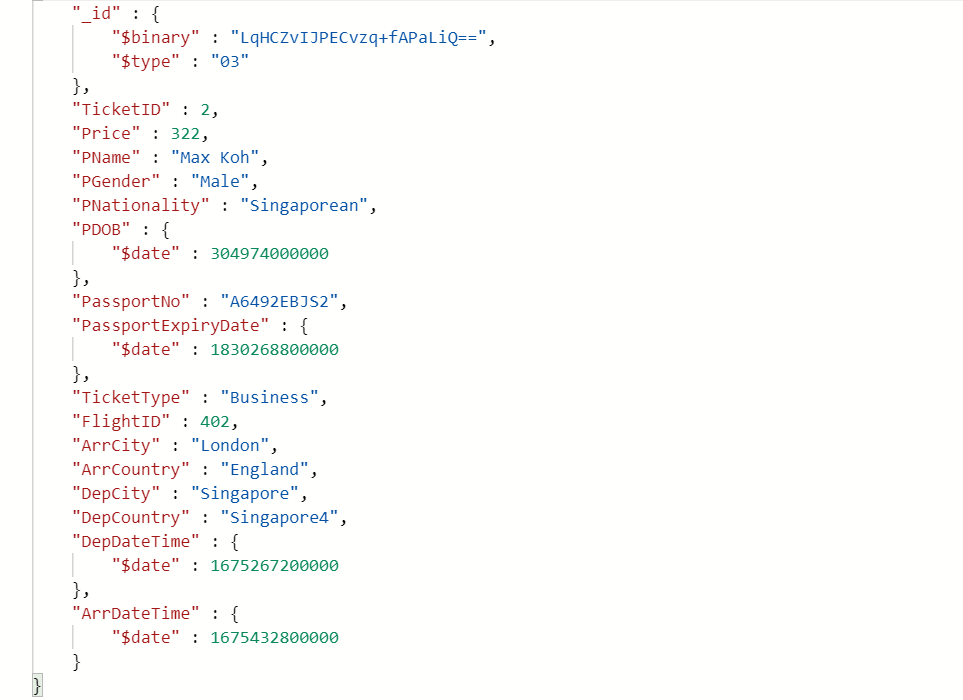 "_id" : {
"$binary" : "LqHCZvIJPECvzq+fAPaLiQ==",
"$type" : "03"
},
"TicketID" : 2,
"Price" : 322,
"PName" : "Max Koh",
"PGender" : "Male",
"PNationality" : "Singaporean",
"PDOB" : {
"$date" : 304974000000
},
"PassportNo" : "A6492EBJS2",
"PassportExpiryDate" : {
"$date" : 1830268800000
},
"TicketType" : "Business",
"FlightID" : 402,
"ArrCity" : "London",
"ArrCountry" : "England",
"DepCity" : "Singapore",
"DepCountry" : "Singapore4",
"DepDateTime" : {
"$date" : 1675267200000
},
"ArrDateTime" : {
"$date" : 1675432800000
}
}